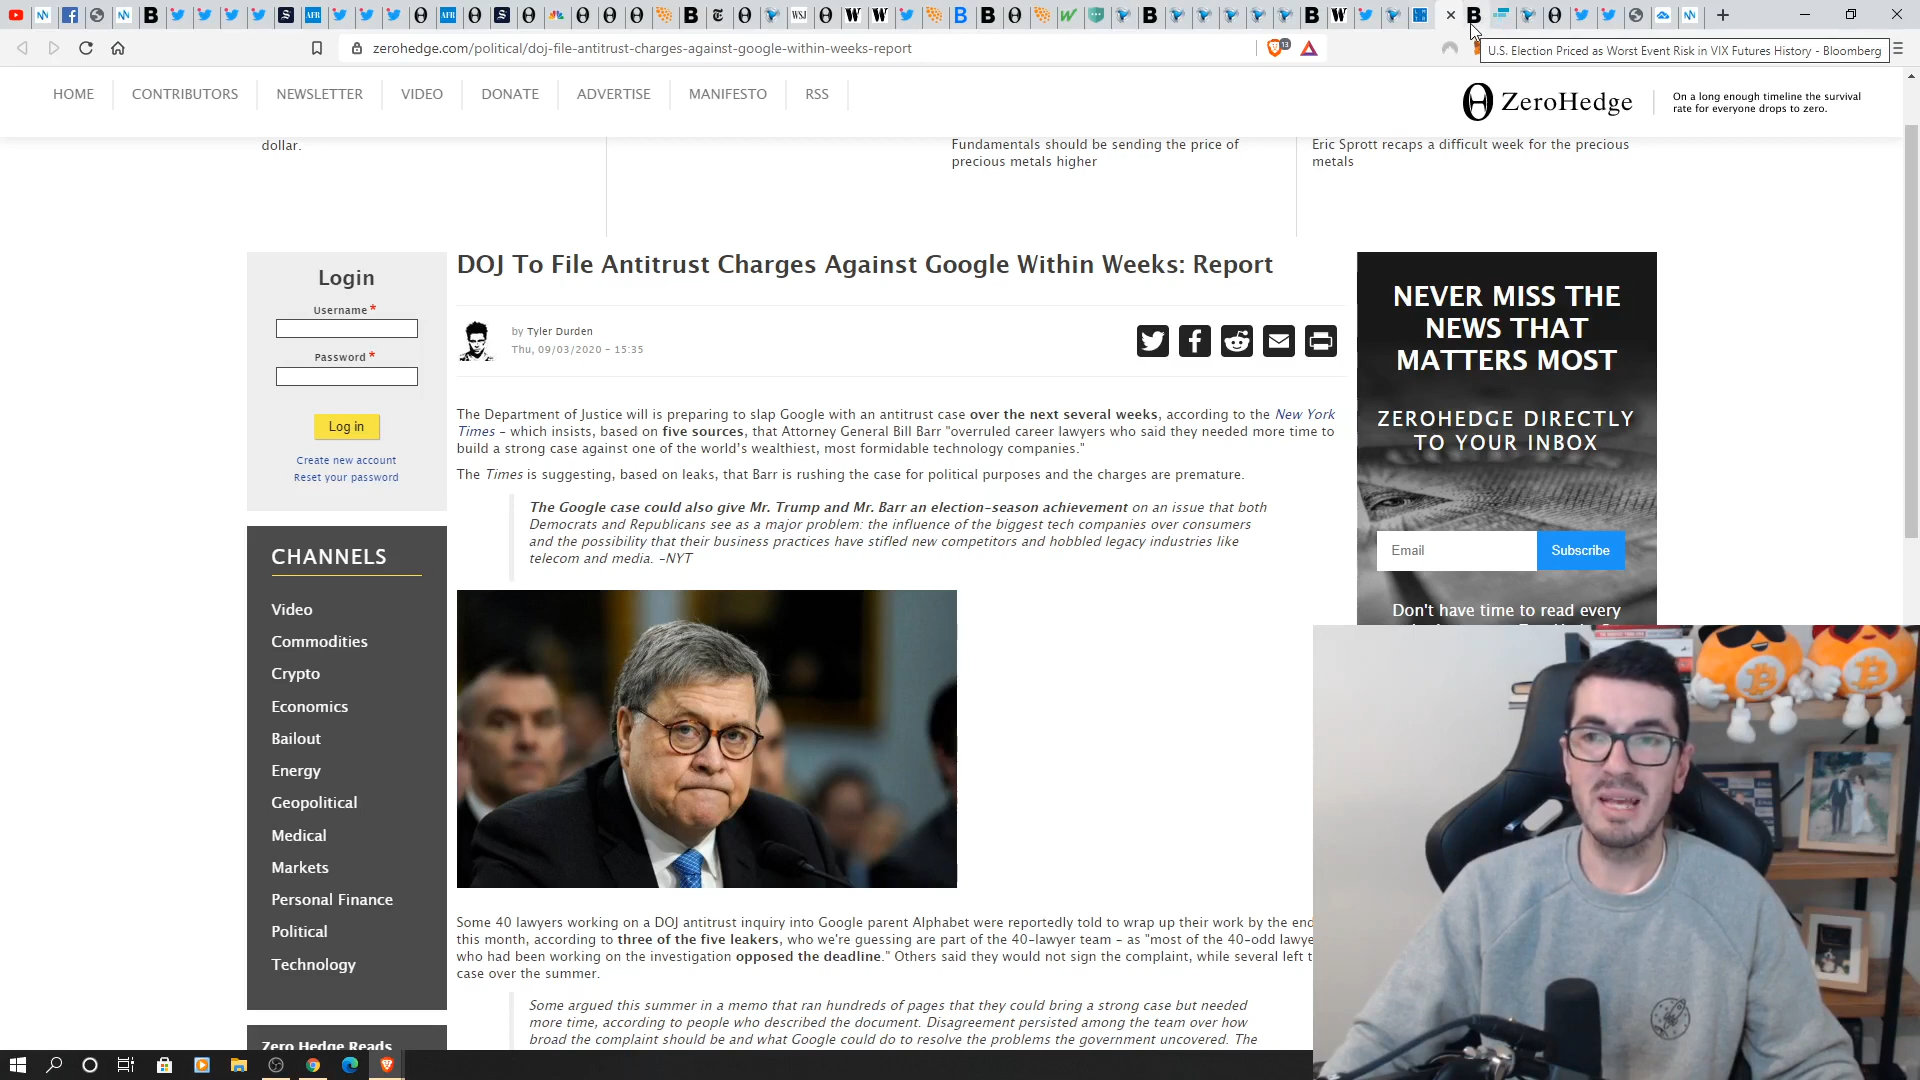 zerohedge.com/political/doj-file-antitrust-charges-against-google-within-weeks-report
13
U.S. Election Priced as Worst Event Risk in VIX Futures History - Bloomberg
HOME
CONTRIBUTORS
NEWSLETTER
VIDEO
DONATE
ADVERTISE
MANIFESTO
RSS
ZeroHedge
On a long enough timeline the survival
rate for everyone drops to zero.
dollar.
Fundamentals should be sending the price of
precious metals higher
Eric Sprott recaps a difficult week for the precious
metals
Login
Username *
Password *
Log in
Create new account
Reset your password
CHANNELS
Video
Commodities
Crypto
Economics
Bailout
Energy
Geopolitical
Medical
Markets
Personal Finance
Political
Technology
Zero Hedge Reads
DOJ To File Antitrust Charges Against Google Within Weeks: Report
by Tyler Durden
Thu, 09/03/2020 - 15:35
The Department of Justice will is preparing to slap Google with an antitrust case over the next several weeks, according to the New York
Times - which insists, based on five sources, that Attorney General Bill Barr "overruled career lawyers who said they needed more time to
build a strong case against one of the world's wealthiest, most formidable technology companies."
The Times is suggesting, based on leaks, that Barr is rushing the case for political purposes and the charges are premature.
The Google case could also give Mr. Trump and Mr. Barr an election-season achievement on an issue that both
Democrats and Republicans see as a major problem: the influence of the biggest tech companies over consumers
and the possibility that their business practices have stifled new competitors and hobbled legacy industries like
telecom and media. -NYT
Some 40 lawyers working on a DOJ antitrust inquiry into Google parent Alphabet were reportedly told to wrap up their work by the end
this month, according to three of the five leakers, who we're guessing are part of the 40-lawyer team - as "most of the 40-odd lawye
who had been working on the investigation opposed the deadline." Others said they would not sign the complaint, while several left t
case over the summer.
Some argued this summer in a memo that ran hundreds of pages that they could bring a strong case but needed
more time, according to people who described the document. Disagreement persisted among the team over how
broad the complaint should be and what Google could do to resolve the problems the government uncovered. The
NEVER MISS THE
NEWS THAT
MATTERS MOST
ZEROHEDGE DIRECTLY
TO YOUR INBOX
Email
Subscribe
Don't have time to read every